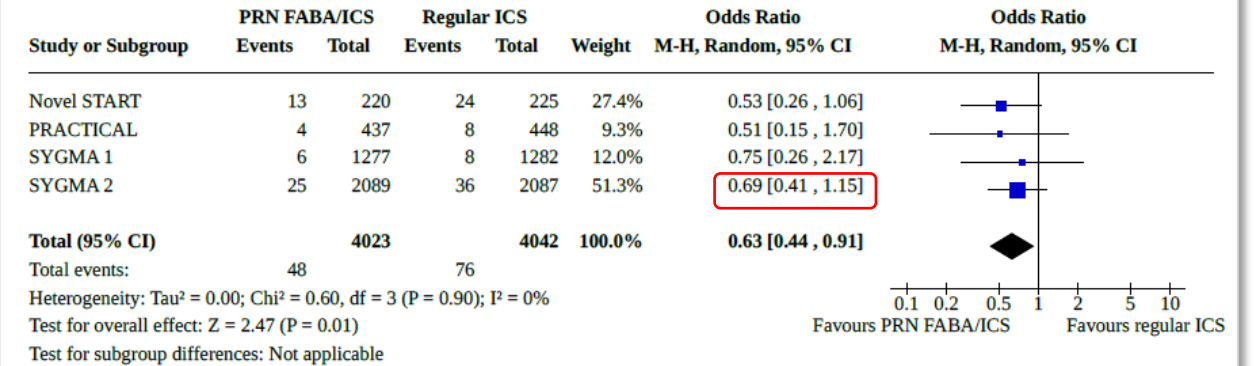 PRN FABA/ICS Regular ICS Odds Ratio Odds Ratio
Study or Subgroup Events Total Events Total Weight M-H, Random, 95% CI M-H, Random, 95% CI
Novel START 13 220 24 225 27.4% 0.53 [0.26 , 1.06]
PRACTICAL 4 437 8 448 9.3% 0.51 [0.15 , 1.70]
SYGMA 1 6 1277 8 1282 12.0% 0.75 [0.26 , 2.17]
SYGMA 2 25 2089 36 2087 51.3% 0.69 [0.41 , 1.15]
Total (95% CI) 4023 4042 100.0% 0.63 [0.44 , 0.91]
Total events: 48 76
Heterogeneity: Tau² = 0.00; Chi² = 0.60, df = 3 (P = 0.90); I² = 0%
0.1 0.2 0.5 1 2 5 10
Test for overall effect: Z = 2.47 (P = 0.01)
Favours PRN FABA/ICS Favours regular ICS
Test for subgroup differences: Not applicable